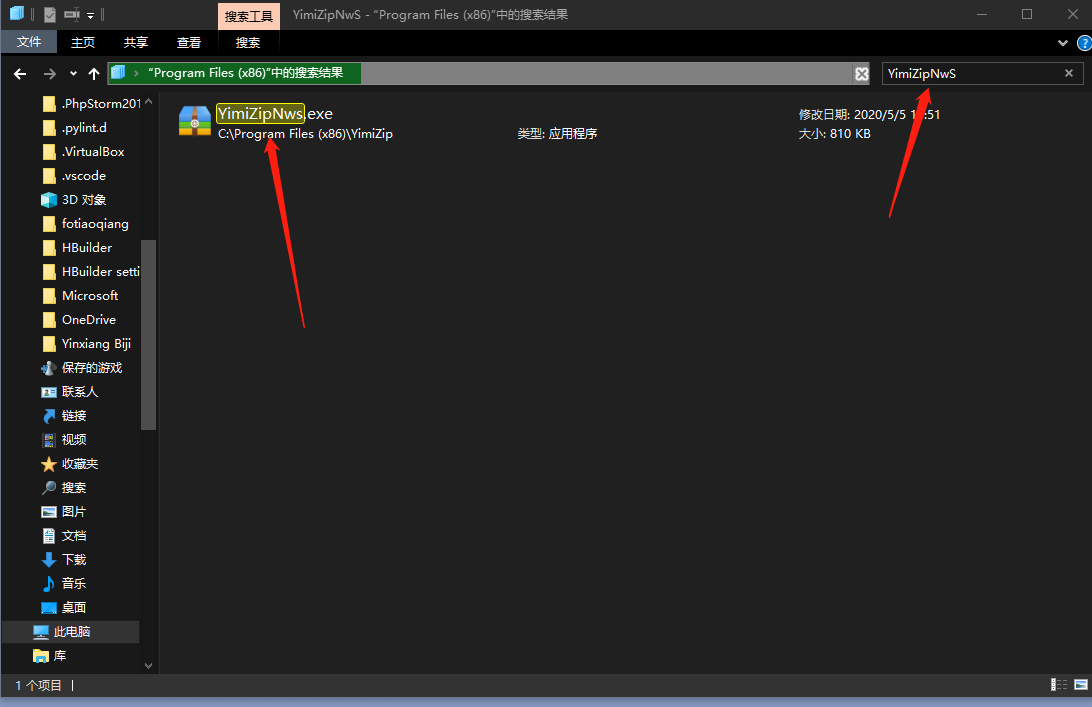 搜索工具 YimiZipNwS - "Program Files (x86)"中的搜索结果
文件 主页 共享 查看 搜索
"Program Files (x86)"中的搜索结果 YimiZipNwS
.PhpStorm201
.pylint.d
.VirtualBox
.vscode
3D 对象
fotiaoqiang
HBuilder
HBuilder setti
Microsoft
OneDrive
Yinxiang Biji
保存的游戏
联系人
链接
视频
收藏夹
搜索
图片
文档
下载
音乐
桌面
此电脑
库
YimiZipNws.exe
C:\Program Files (x86)\YimiZip
类型: 应用程序
修改日期: 2020/5/5
大小: 810 KB
1 个项目